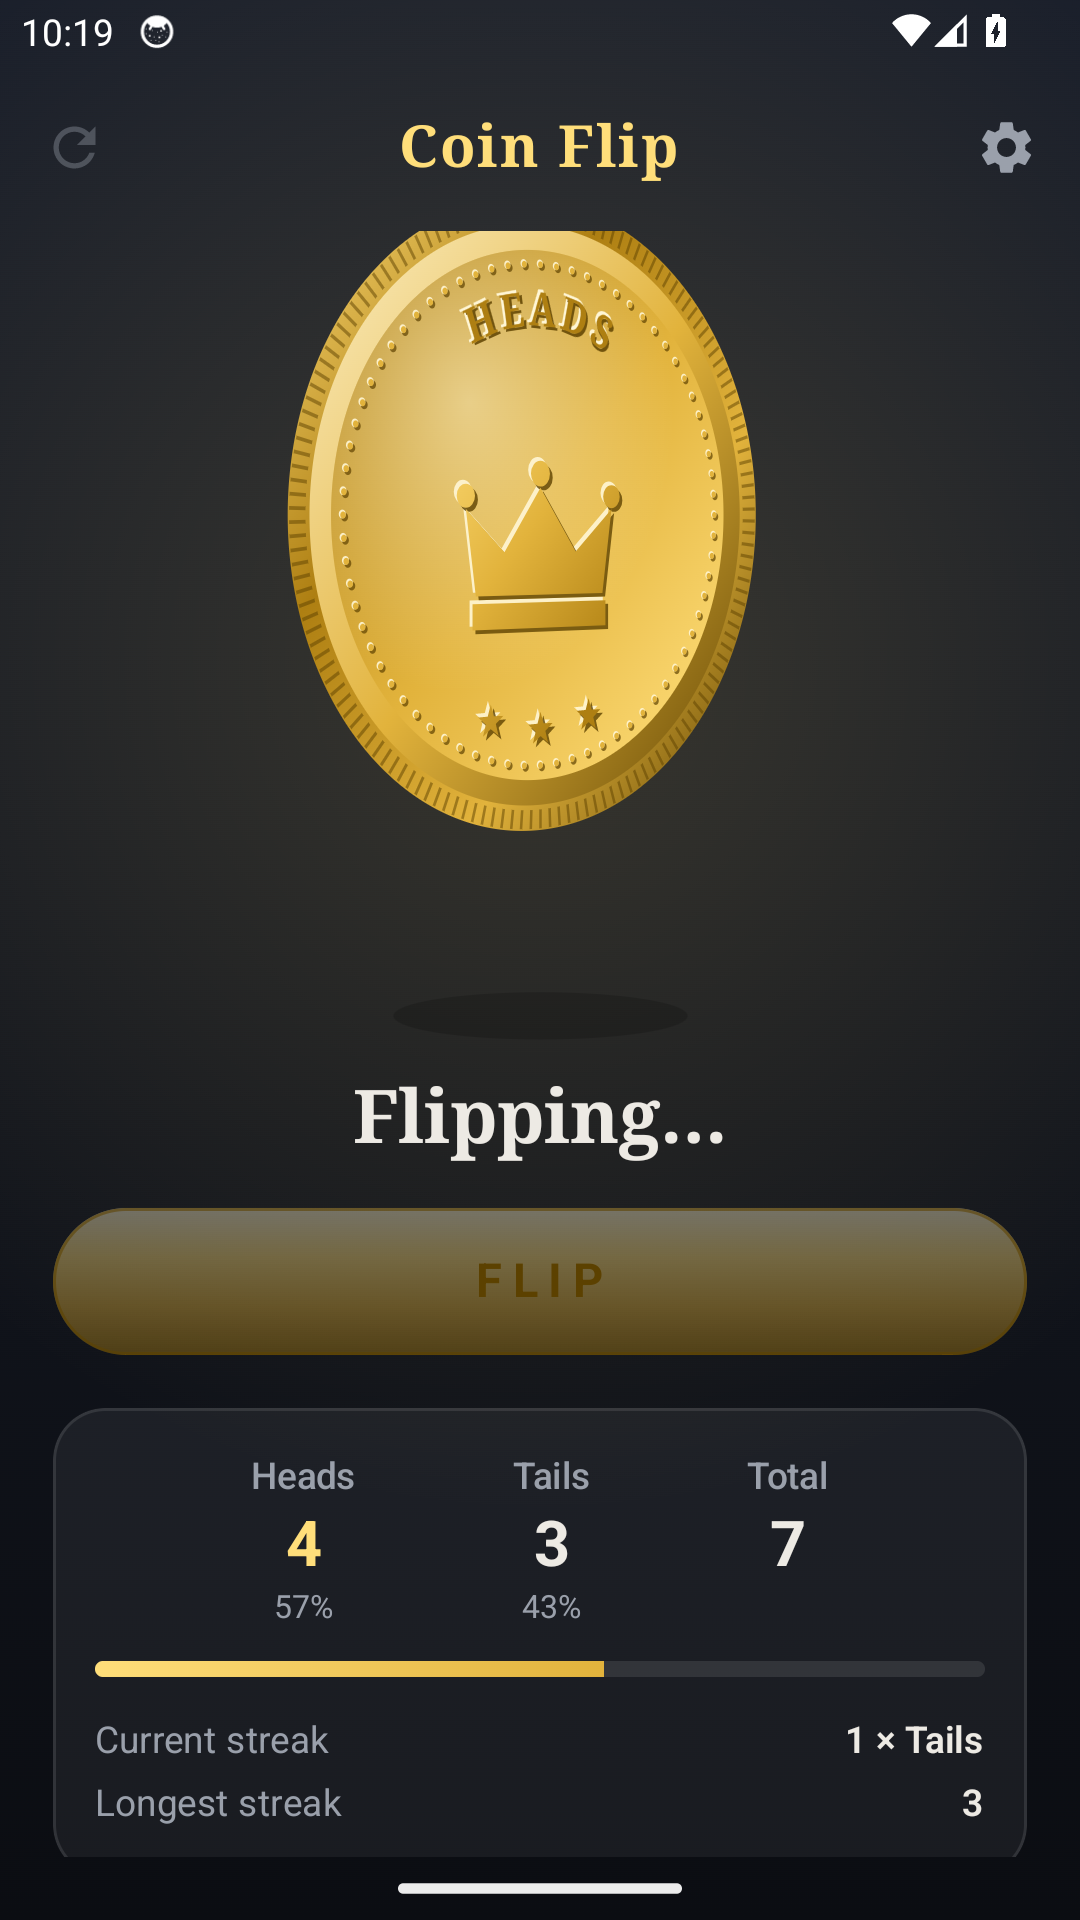 10:19
Coin Flip
HEADS
Flipping...
FLIP
Heads Tails Total
4 3 7
57% 43%
Current streak 1 × Tails
Longest streak 3